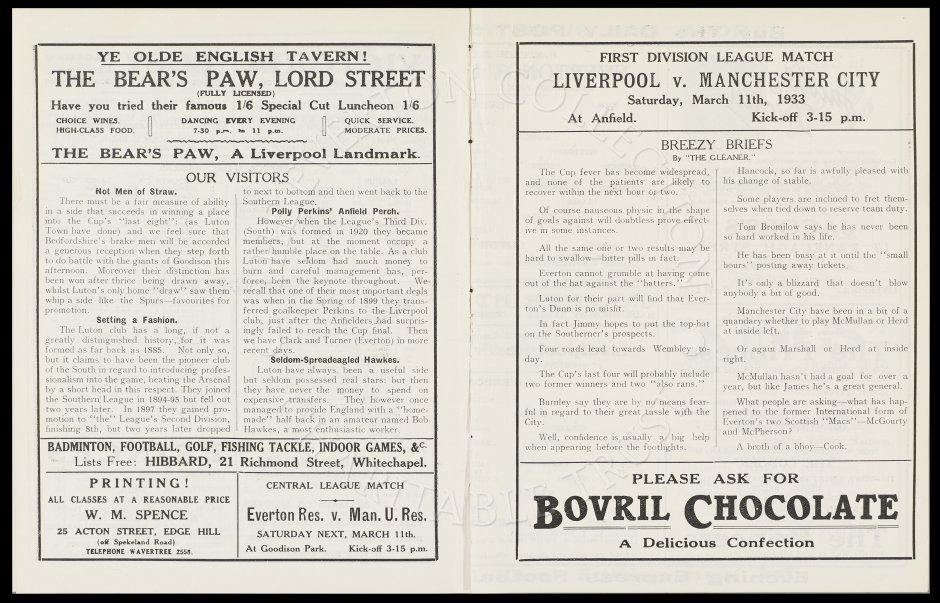 YE OLDE ENGLISH TAVERN!
THE BEAR'S PAW, LORD STREET
(FULLY LICENSED)
Have you tried their famous 1/6 Special Cut Luncheon 1/6
CHOICE WINES.
HIGH-CLASS FOOD.
DANCING EVERY EVENING
7-30 p.m. to 11 p.m.
QUICK SERVICE.
MODERATE PRICES.
THE BEAR'S PAW, A Liverpool Landmark.
OUR VISITORS
Not Men of Straw.
There must be a fair measure of ability
in a side that succeeds in winning a place
into the Cup's "last eight": (as Luton
Town have done) and we feel sure that
Bedfordshire's brake men will be accorded
a generous reception when they step forth
to do battle with the giants of Goodison this
afternoon. Moreover their distinction has
been won after thrice being drawn away,
whilst Luton's only home "draw" saw them
whip a side like the Spurs—favourites for
promotion.
Setting a Fashion.
The Luton club has a long, if not a
greatly distinguished history, for it was
formed as far back as 1885. Not only so,
but it claims to have been the pioneer club
of the South in regard to introducing profes-
sionalism into the game, beating the Arsenal
by a short head in this respect. They joined
the Southern League in 1894-95 but fell out
two years later. In 1897 they gained pro-
motion to "the" League's Second Division,
finishing 8th, but two years later dropped
to next to bottom and then went back to the
Southern League.
Polly Perkins' Anfield Perch.
However when the League's Third Div.
(South) was formed in 1920 they became
members, but at the moment occupy a
rather humble place on the table. As a club
Luton have seldom had much money to
burn and careful management has, per-
force, been the keynote throughout. We
recall that one of their most important deals
was when in the Spring of 1899 they trans-
ferred goalkeeper Perkins to the Liverpool
club, just after the Anfielders had surpris-
ingly failed to reach the Cup final. Then
we have Clark and Turner (Everton) in more
recent days.
Seldom-Spreadeagled Hawkes.
Luton have always been a useful side
but seldom possessed real stars: but then
they have never the money to spend on
expensive transfers. They however once
managed to provide England with a "home-
made" half back in an amateur named Bob
Hawkes, a most enthusiastic worker.
BADMINTON, FOOTBALL, GOLF, FISHING TACKLE, INDOOR GAMES, &C.
Lists Free: HIBBARD, 21 Richmond Street, Whitechapel.
PRINTING!
ALL CLASSES AT A REASONABLE PRICE
W. M. SPENCE
25 ACTON STREET, EDGE HILL
(off Spekeland Road)
TELEPHONE WAVERTREE 2558.
CENTRAL LEAGUE MATCH
Everton Res. v. Man. U. Res.
SATURDAY NEXT, MARCH 11th.
At Goodison Park. Kick-off 3-15 p.m.
FIRST DIVISION LEAGUE MATCH
LIVERPOOL v. MANCHESTER CITY
Saturday, March 11th, 1933
At Anfield. Kick-off 3-15 p.m.
BREEZY BRIEFS
By "THE GLEANER."
The Cup fever has become widespread,
and none of the patients are likely to
recover within the next hour or two.
Of course nauseous physic in the shape
of goals against will doubtless prove effect-
ive in some instances.
All the same one or two results may be
hard to swallow—bitter pills in fact.
Everton cannot grumble at having come
out of the hat against the "hatters."
Luton for their part will find that Ever-
ton's Dunn is no misfit.
In fact Jimmy hopes to put the top-hat
on the Southerner's prospects.
Four roads lead towards Wembley to-
day.
The Cup's last four will probably include
two former winners and two "also rans."
Burnley say they are by no means fear-
ful in regard to their great tussle with the
City.
Well, confidence is usually a big help
when appearing before the footlights.
Hancock, so far is awfully pleased with
his change of stable.
Some players are inclined to fret them-
selves when tied down to reserve team duty.
Tom Bromilow says he has never been
so hard worked in his life.
He has been busy at it until the "small
hours" posting away tickets.
It's only a blizzard that doesn't blow
anybody a bit of good.
Manchester City have been in a bit of a
quandary whether to play McMullan or Herd
at inside left.
Or again Marshall or Herd at inside
right.
McMullan hasn't had a goal for over a
year, but like James he's a great general.
What people are asking—what has hap-
pened to the former International form of
Everton's two Scottish "Macs"—McGourty
and McPherson?
A broth of a bhoy—Cook.
PLEASE ASK FOR
BOVRIL CHOCOLATE
A Delicious Confection